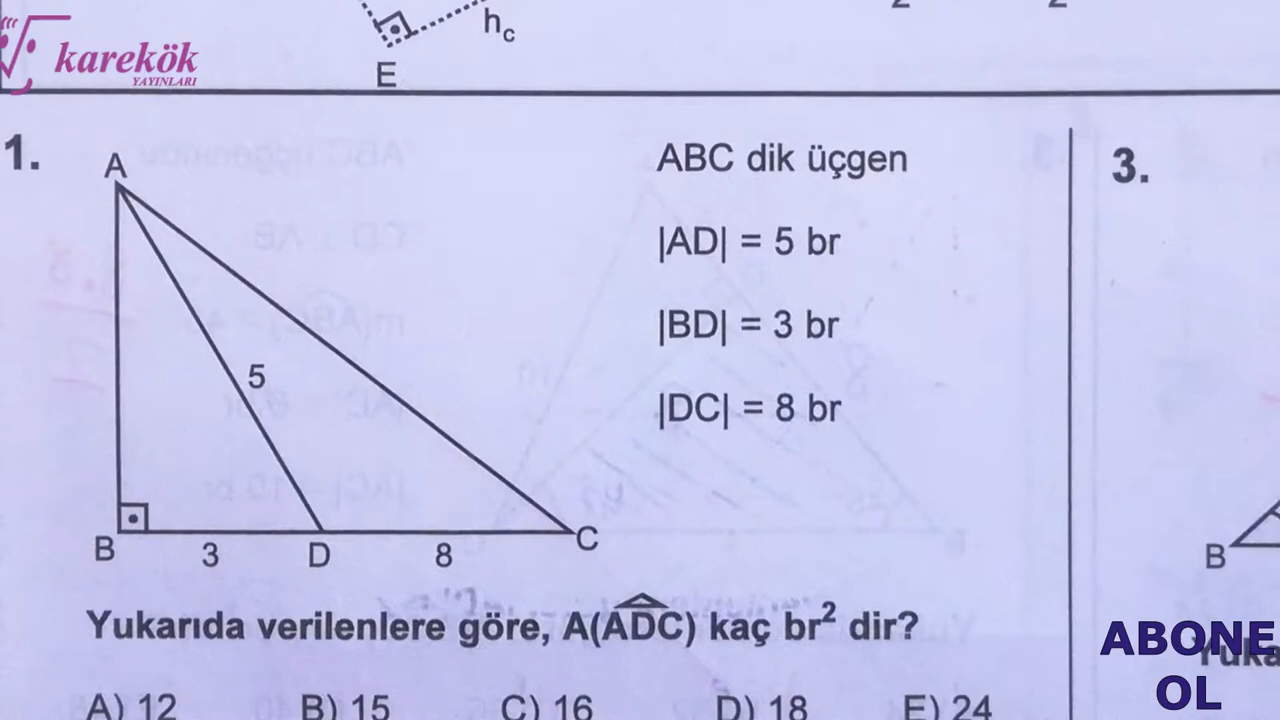 h_c
E
karekök
YAYINLARI
1.
A
ABC dik üçgen
|AD| = 5 br
|BD| = 3 br
|DC| = 8 br
5
B
3
D
8
C
Yukarıda verilenlere göre, A(ADC) kaç br² dir?
A) 12 B) 15 C) 16 D) 18 E) 24
3.
B
ABONE
OL